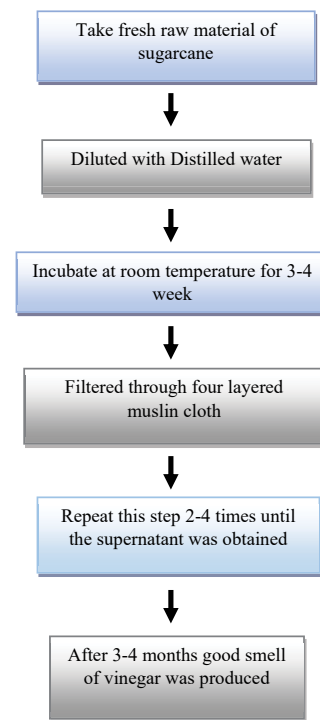 Take fresh raw material of
sugarcane
Diluted with Distilled water
Incubate at room temperature for 3-4
week
Filtered through four layered
muslin cloth
Repeat this step 2-4 times until
the supernatant was obtained
After 3-4 months good smell
of vinegar was produced